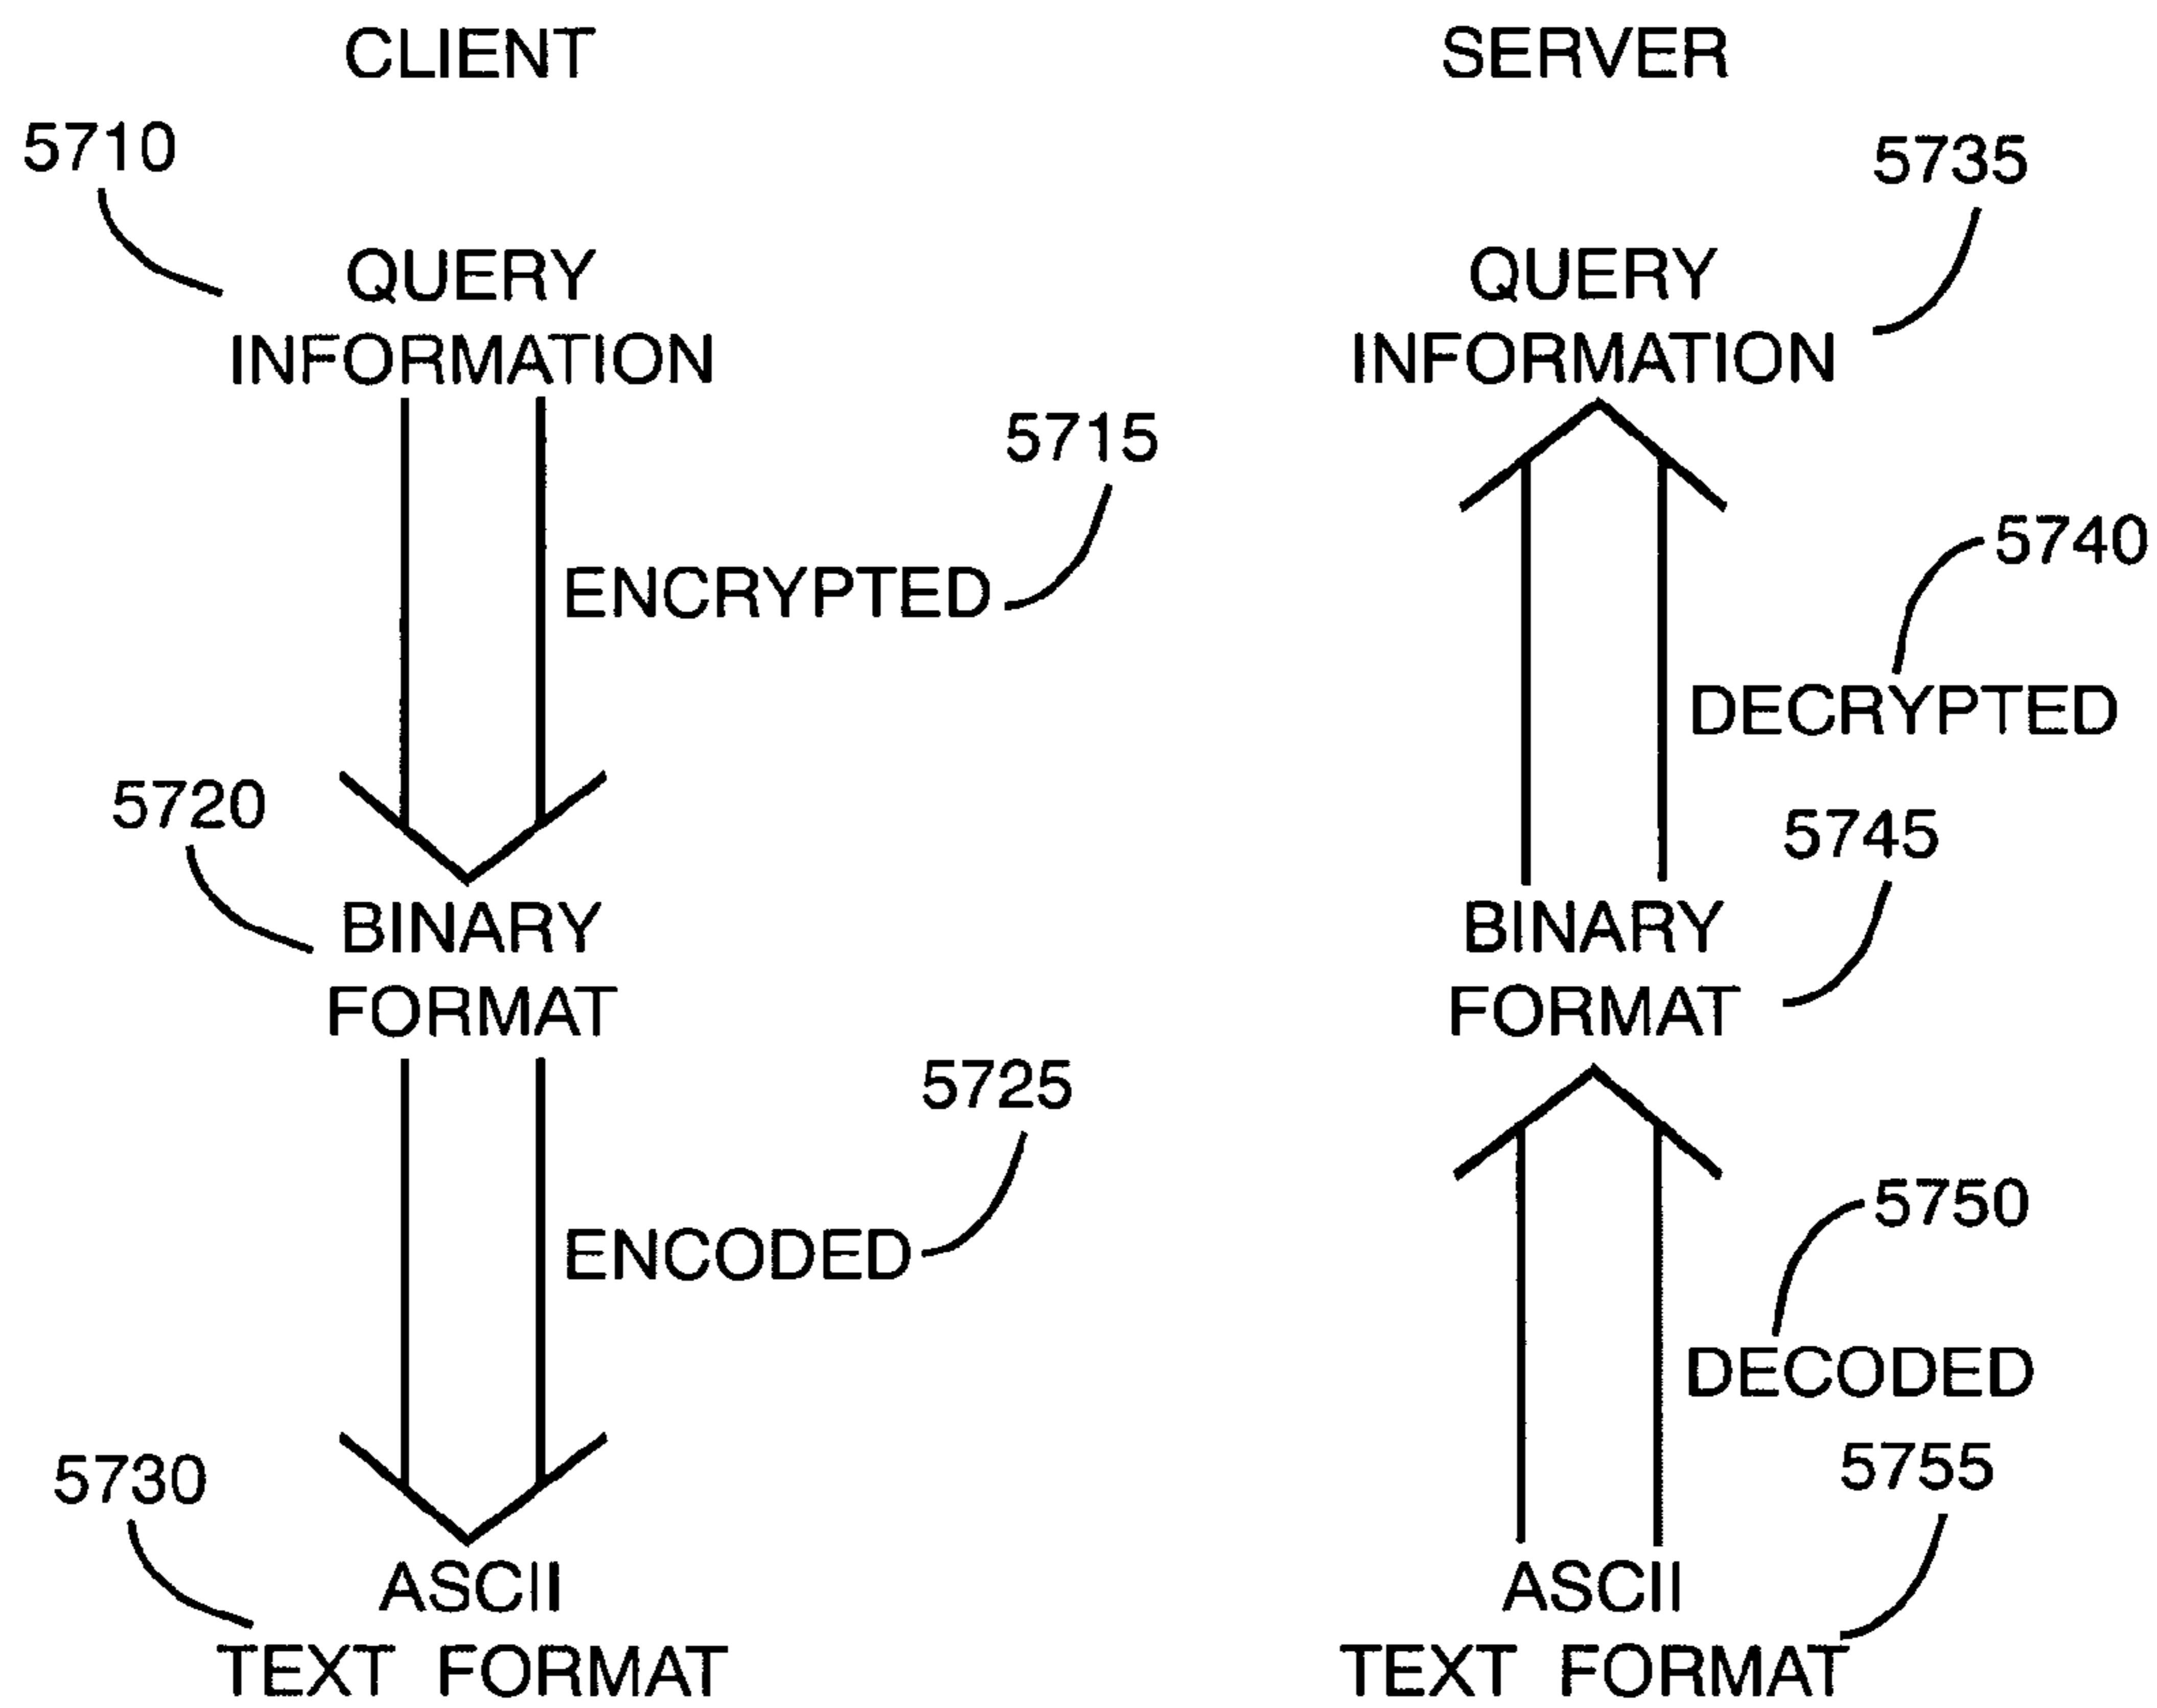 CLIENT
5710
QUERY
INFORMATION
5715
ENCRYPTED
5720
BINARY
FORMAT
5725
ENCODED
5730
ASCII
TEXT FORMAT
SERVER
5735
QUERY
INFORMATION
5740
DECRYPTED
5745
BINARY
FORMAT
5750
DECODED
5755
ASCII
TEXT FORMAT